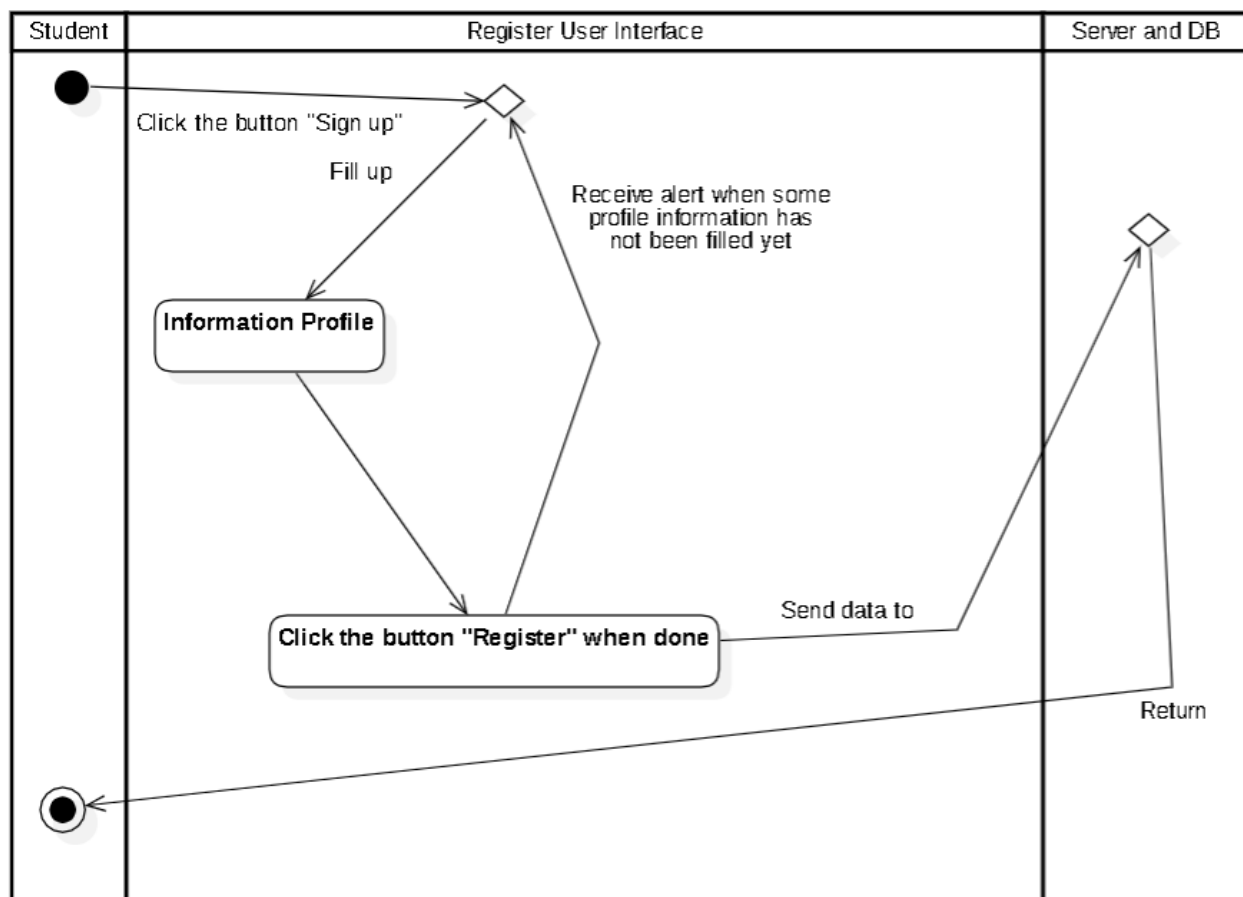 Student
Register User Interface
Server and DB
Click the button "Sign up"
Fill up
Receive alert when some
profile information has
not been filled yet
Information Profile
Click the button "Register" when done
Send data to
Return